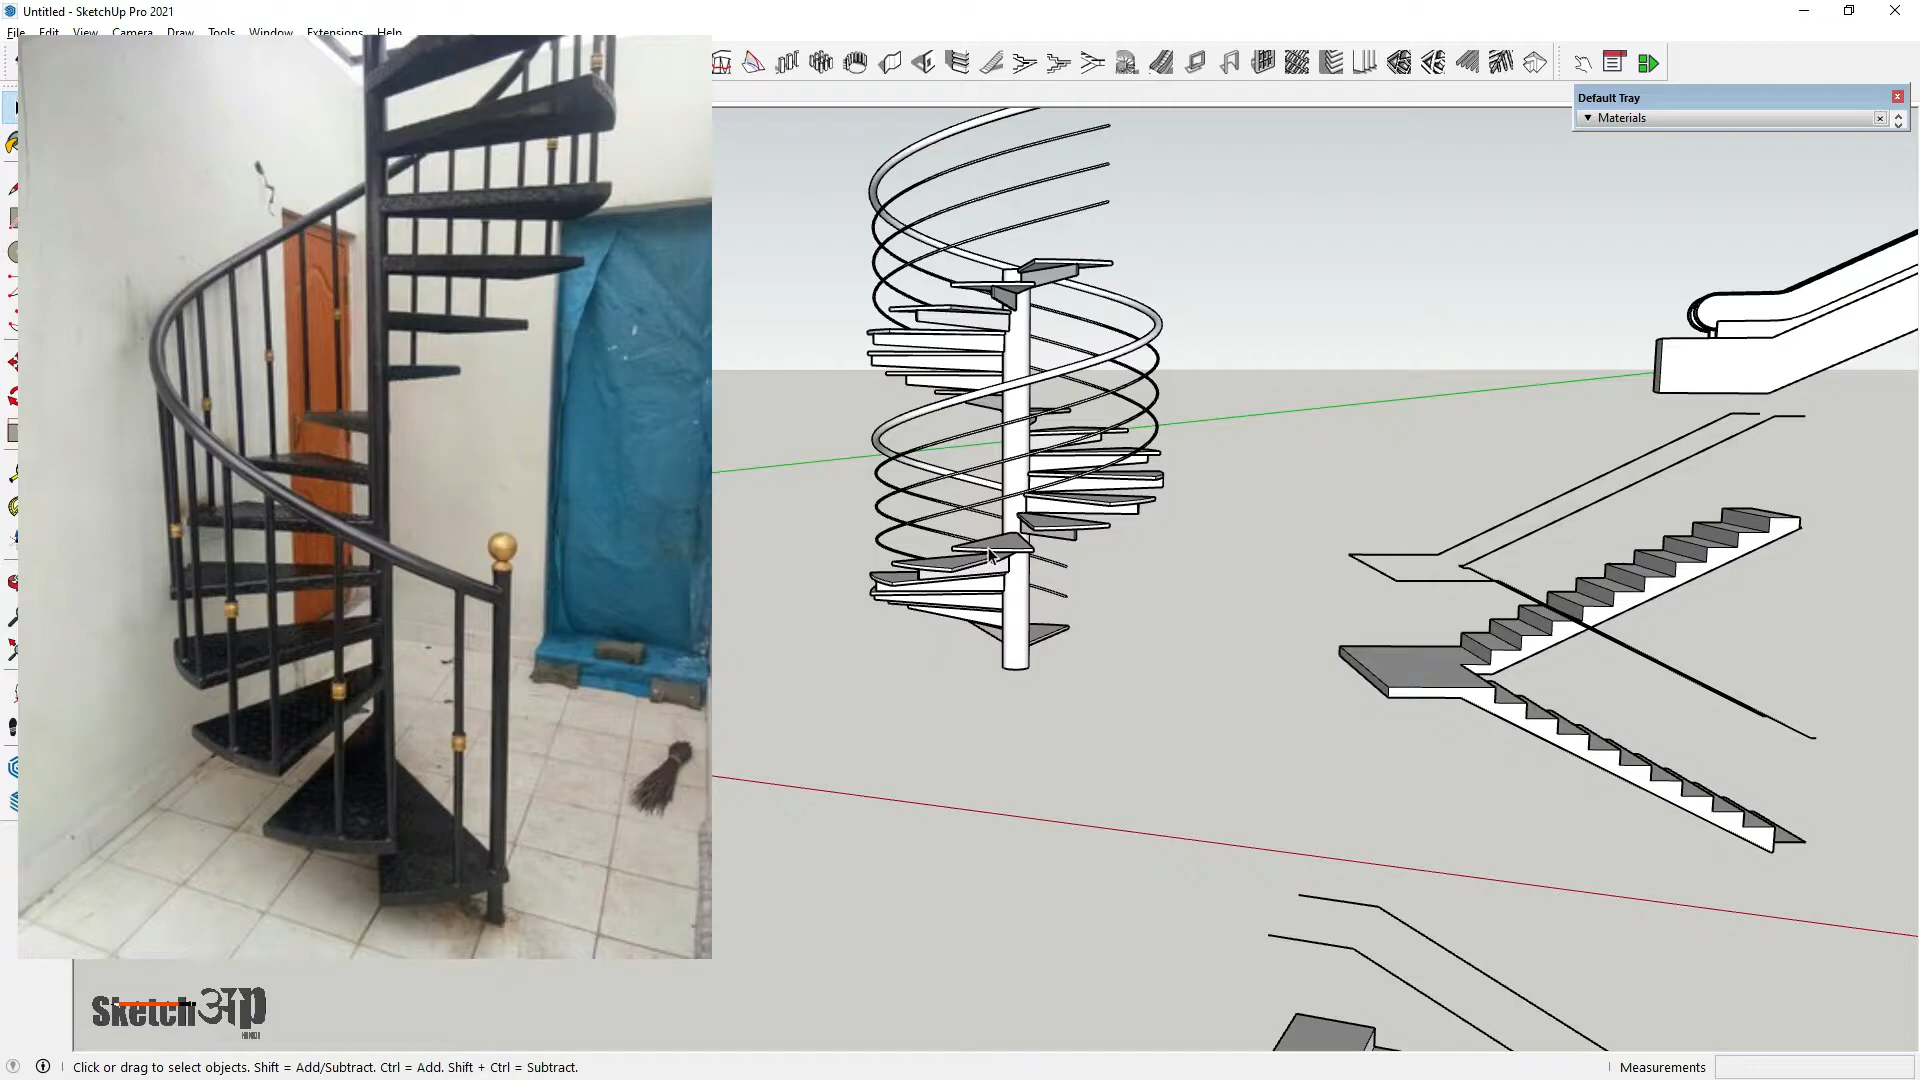 Untitled - SketchUp Pro 2021
File Edit View Camera Draw Tools Window Extensions Help
Default Tray
Materials
Sketchअप
Click or drag to select objects. Shift = Add/Subtract. Ctrl = Add. Shift + Ctrl = Subtract.
Measurements